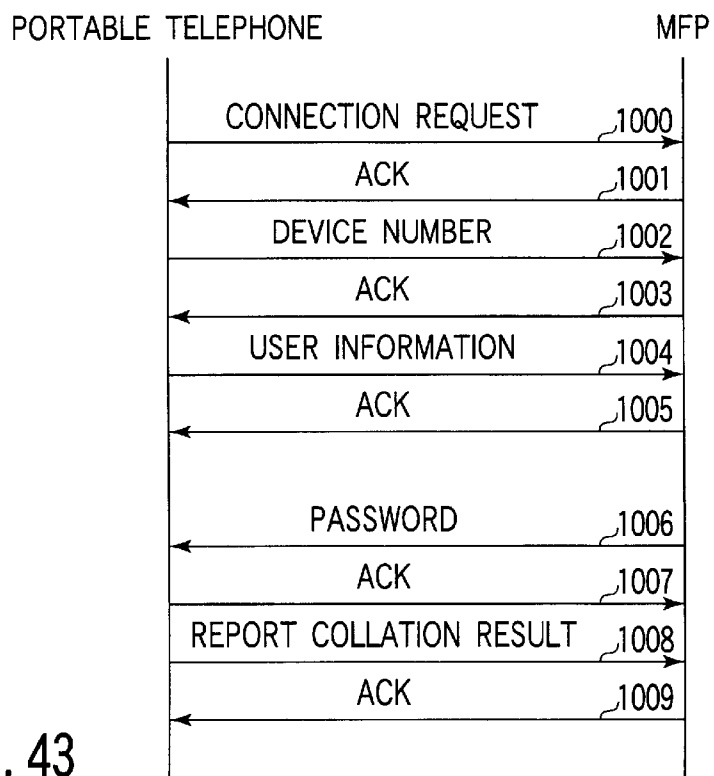 PORTABLE TELEPHONE MFP
CONNECTION REQUEST 1000
ACK 1001
DEVICE NUMBER 1002
ACK 1003
USER INFORMATION 1004
ACK 1005
PASSWORD 1006
ACK 1007
REPORT COLLATION RESULT 1008
ACK 1009
. 43